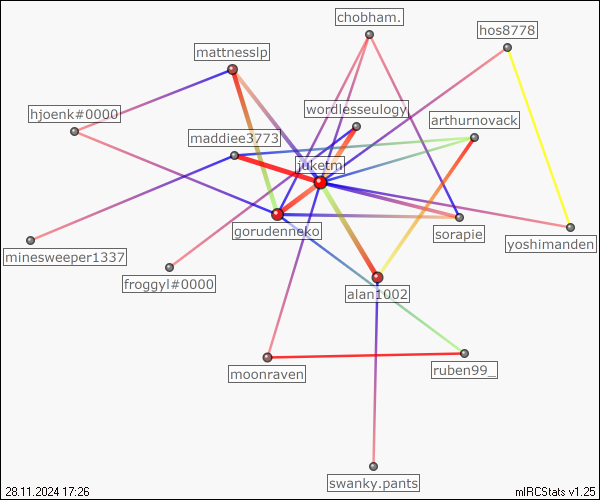 chobham.
hos8778
mattnesslp
hjoenk#0000
wordlesseulogy
arthurnovack
maddiee3773
juketm
gorudenneko
sorapie
yoshimanden
minesweeper1337
froggyl#0000
alan1002
moonraven
ruben99_
swanky.pants
28.11.2024 17:26
mIRCStats v1.25